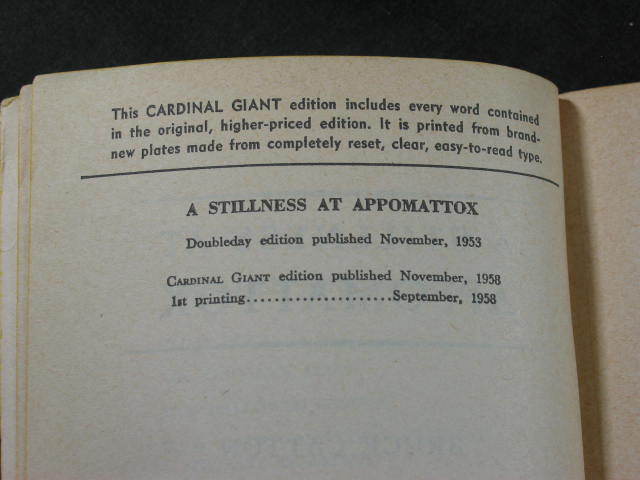 This CARDINAL GIANT edition includes every word contained
in the original, higher-priced edition. It is printed from brand-
new plates made from completely reset, clear, easy-to-read type.
A STILLNESS AT APPOMATTOX
Doubleday edition published November, 1953
CARDINAL GIANT edition published November, 1958
1st printing.....................September, 1958